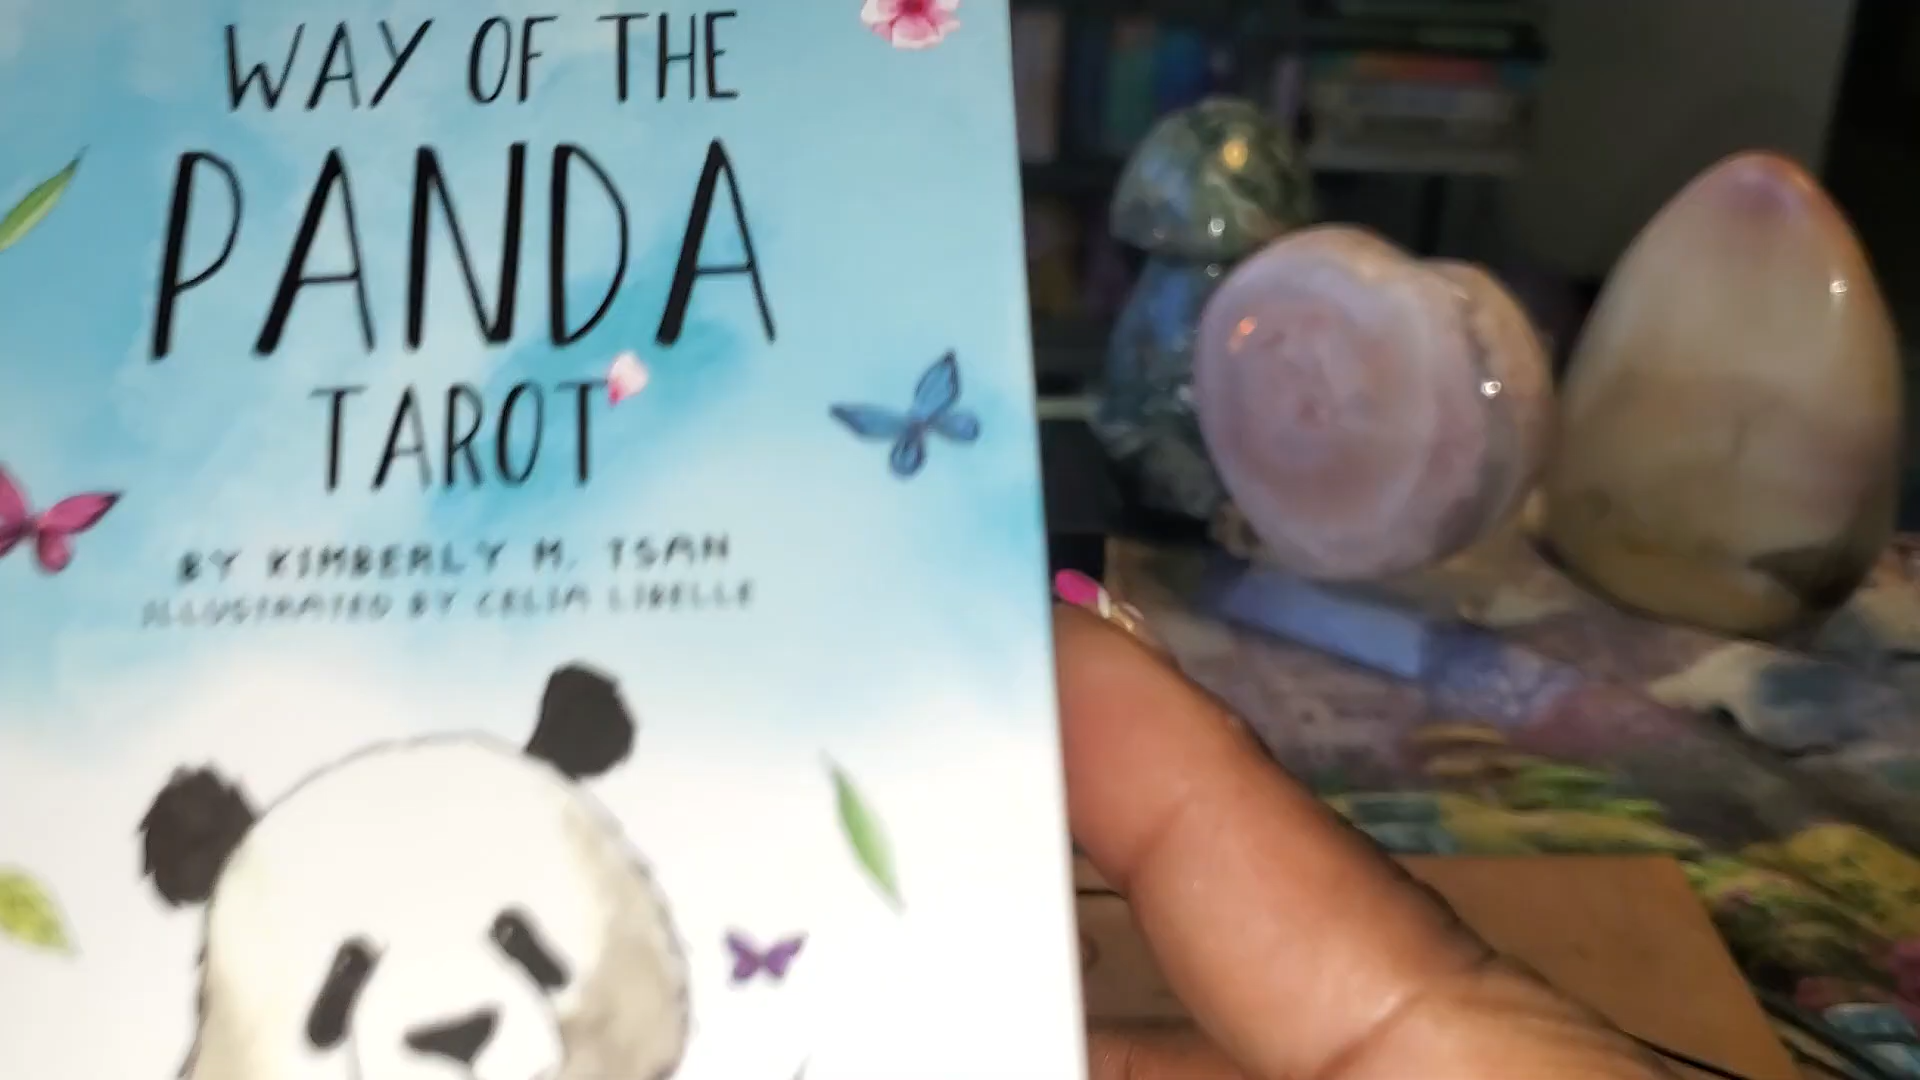 WAY OF THE
PANDA
TAROT
BY KIMBERLY M. TSAN
ILLUSTRATED BY CELIA LIBELLE